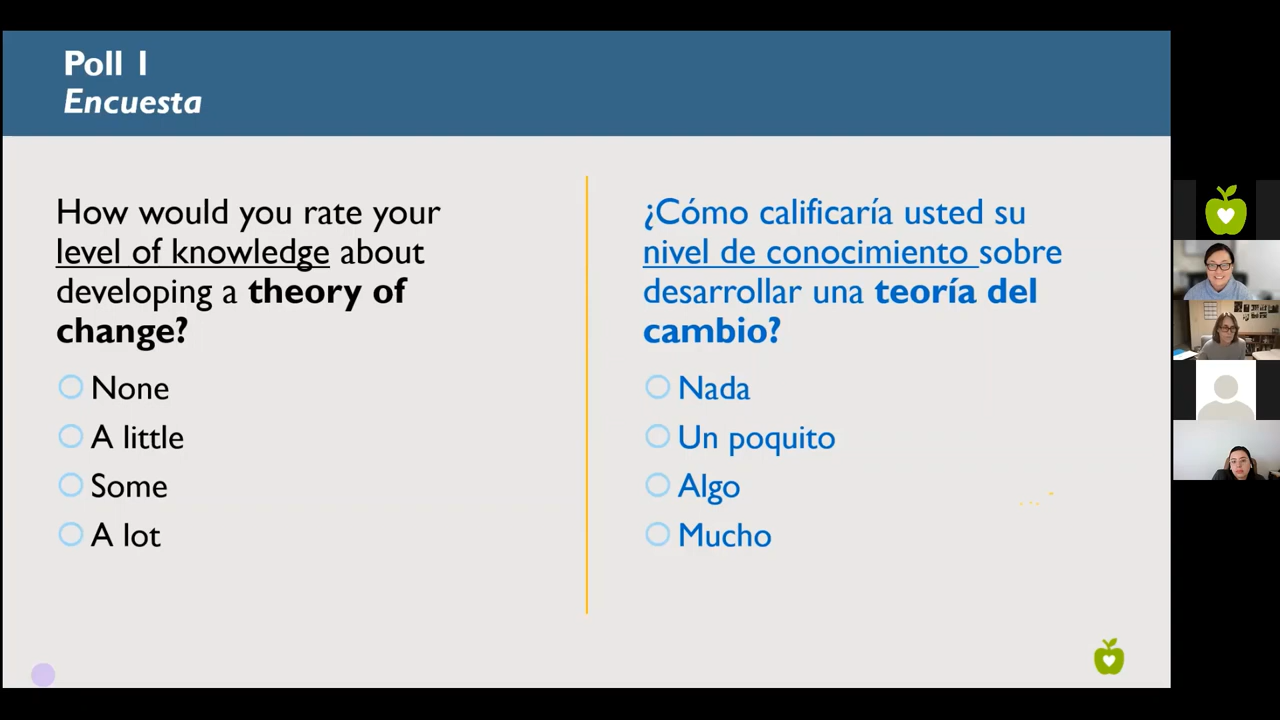 Poll 1
Encuesta
How would you rate your
level of knowledge about
developing a theory of
change?
None
A little
Some
A lot
¿Cómo calificaría usted su
nivel de conocimiento sobre
desarrollar una teoría del
cambio?
Nada
Un poquito
Algo
Mucho